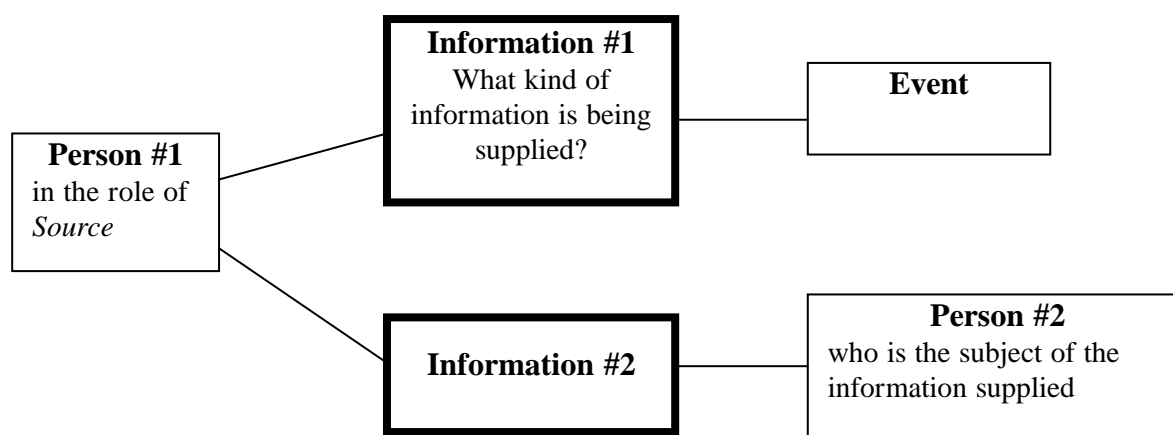 Person #1
in the role of
Source
Information #1
What kind of
information is being
supplied?
Event
Information #2
Person #2
who is the subject of the
information supplied